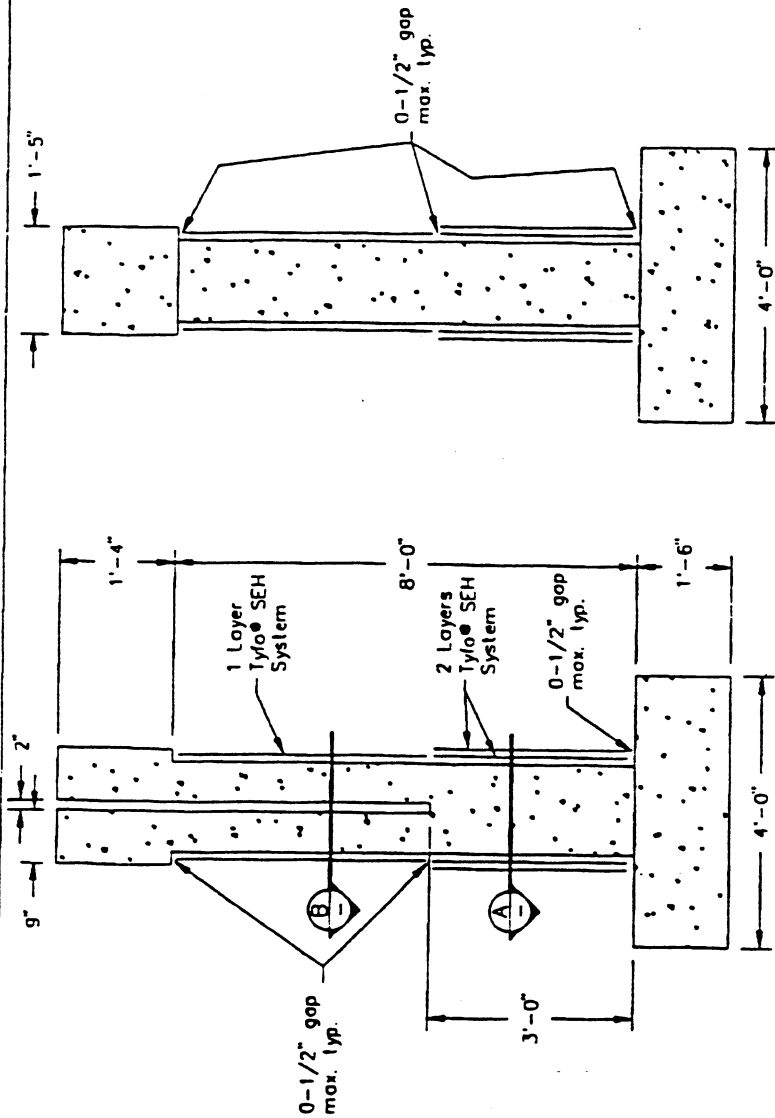 9"
2"
1'-4"
1 Layer
Tyfo® SEH
System
8'-0"
2 Layers
Tyfo® SEH
System
0-1/2" gap
max. typ.
1'-6"
4'-0"
3'-0"
0-1/2" gap
max. typ.
B
-
A
-
1'-5"
0-1/2" gap
max. typ.
4'-0"